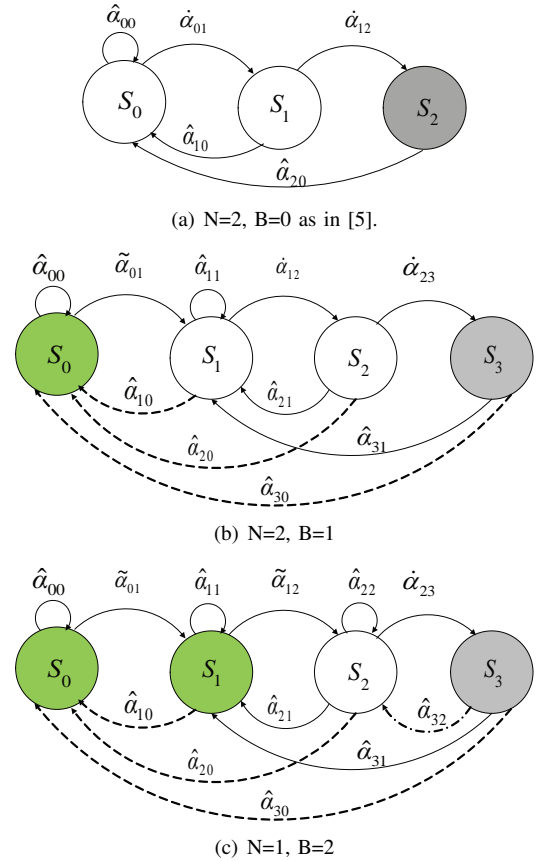 α̂₀₀ α̇₀₁ α̇₁₂
S₀ S₁ S₂
α̂₁₀
α̂₂₀
(a) N=2, B=0 as in [5].
α̂₀₀ α̃₀₁ α̂₁₁ α̇₁₂ α̇₂₃
S₀ S₁ S₂ S₃
α̂₁₀ α̂₂₁
α̂₂₀ α̂₃₁
α̂₃₀
(b) N=2, B=1
α̂₀₀ α̃₀₁ α̂₁₁ α̃₁₂ α̂₂₂ α̇₂₃
S₀ S₁ S₂ S₃
α̂₁₀ α̂₂₁ α̂₃₂
α̂₂₀ α̂₃₁
α̂₃₀
(c) N=1, B=2